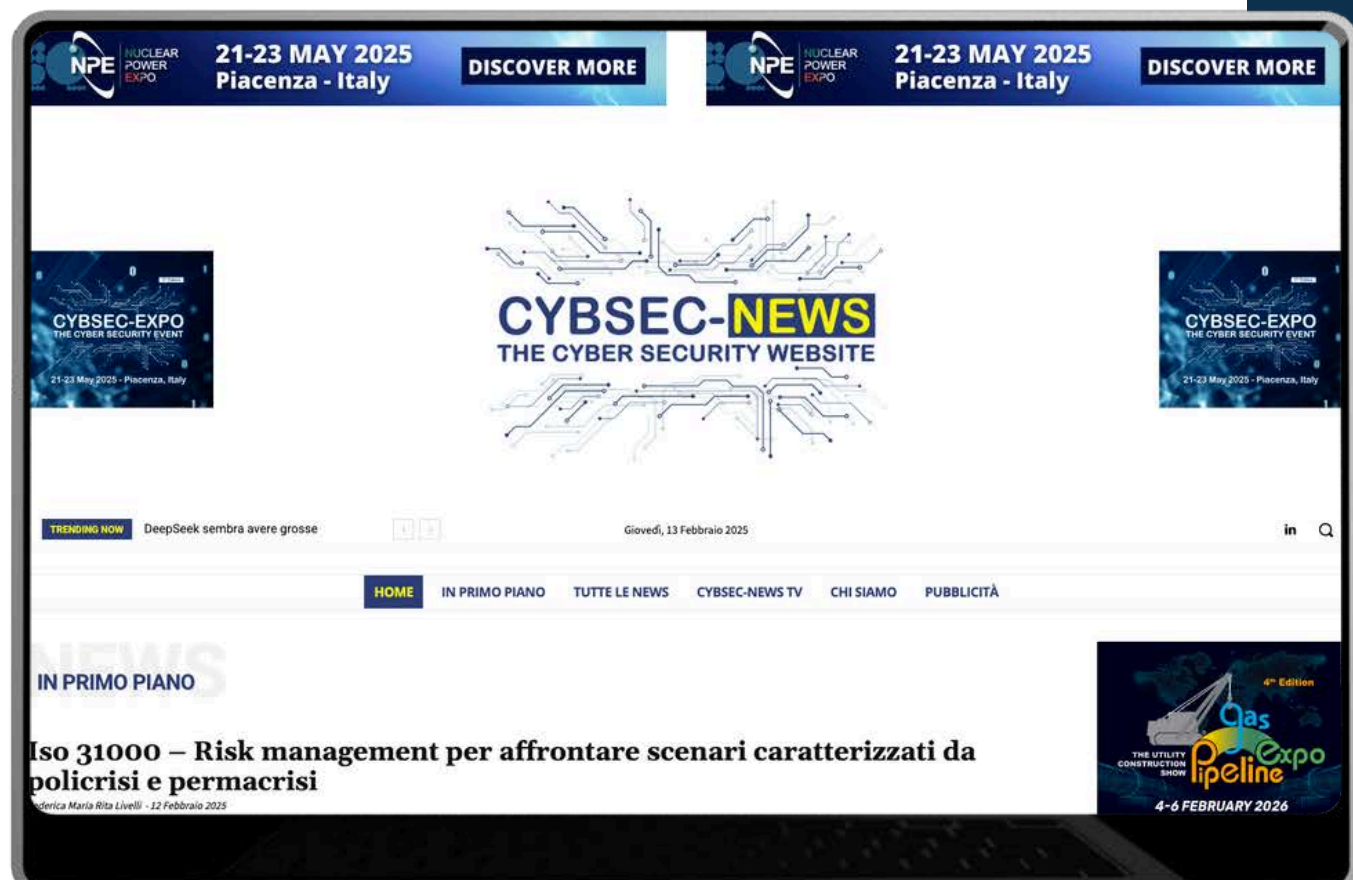 NPE NUCLEAR POWER EXPO
21-23 MAY 2025
Piacenza - Italy
DISCOVER MORE
NPE NUCLEAR POWER EXPO
21-23 MAY 2025
Piacenza - Italy
DISCOVER MORE
CYBSEC-EXPO
THE CYBER SECURITY EVENT
21-23 May 2025 - Piacenza, Italy
CYBSEC-NEWS
THE CYBER SECURITY WEBSITE
CYBSEC-EXPO
THE CYBER SECURITY EVENT
21-23 May 2025 - Piacenza, Italy
TRENDING NOW DeepSeek sembra avere grosse
Giovedì, 13 Febbraio 2025
in
HOME IN PRIMO PIANO TUTTE LE NEWS CYBSEC-NEWS TV CHI SIAMO PUBBLICITÀ
NEWS
IN PRIMO PIANO
Iso 31000 – Risk management per affrontare scenari caratterizzati da
policrisi e permacrisi
ederica Maria Rita Livelli - 12 Febbraio 2025
4th Edition
THE UTILITY
CONSTRUCTION
SHOW
Pipeline
gas
Expo
4-6 FEBRUARY 2026